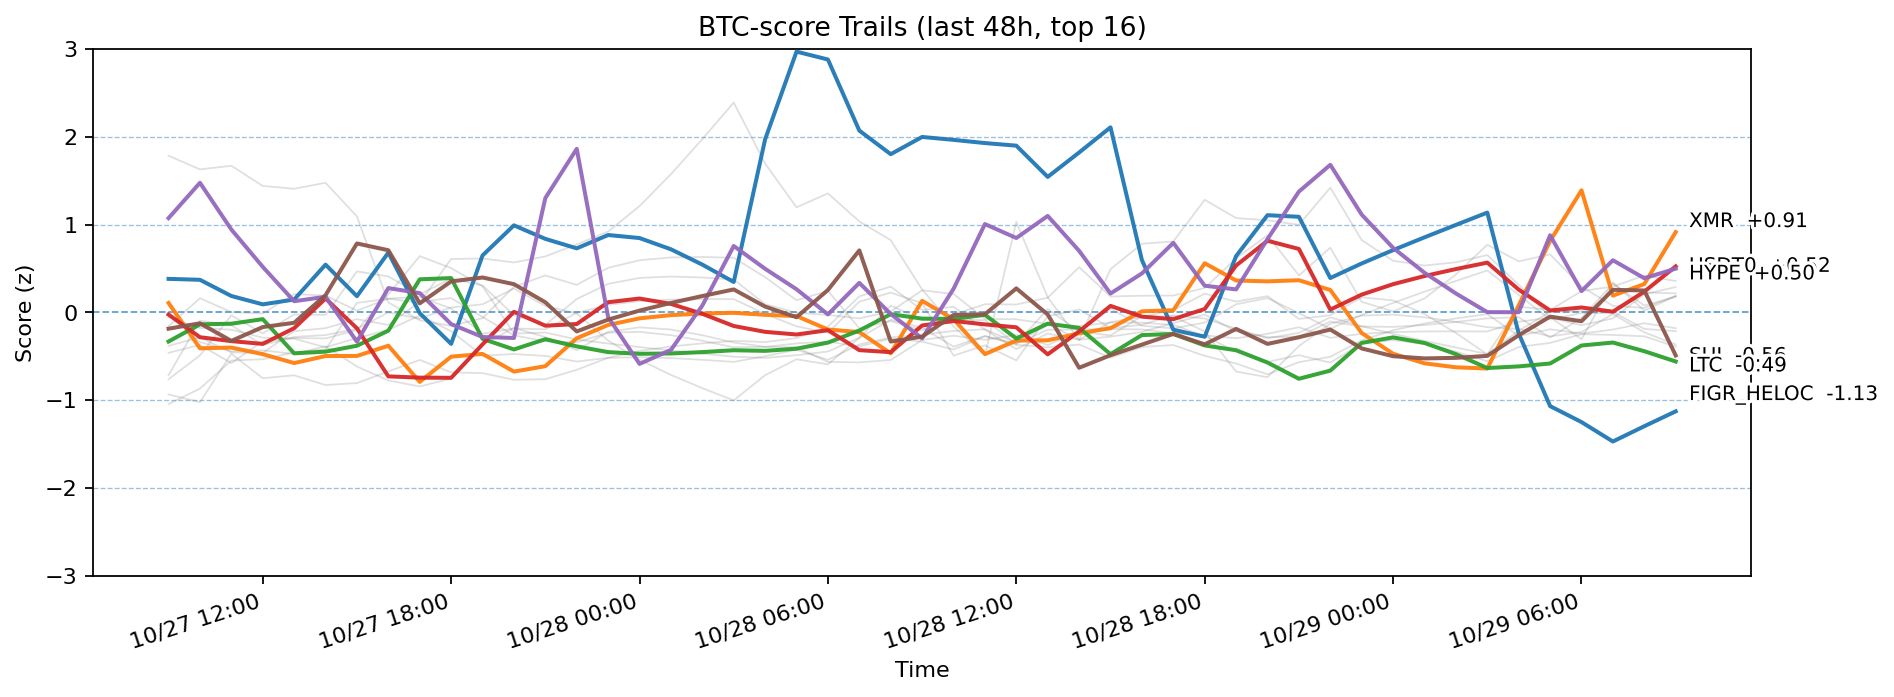 BTC-score Trails (last 48h, top 16)
3
2
1
0
−1
−2
−3
Score (z)
XMR +0.91
HYPE +0.50
LTC -0.49
FIGR_HELOC -1.13
10/27 12:00
10/27 18:00
10/28 00:00
10/28 06:00
10/28 12:00
10/28 18:00
10/29 00:00
10/29 06:00
Time